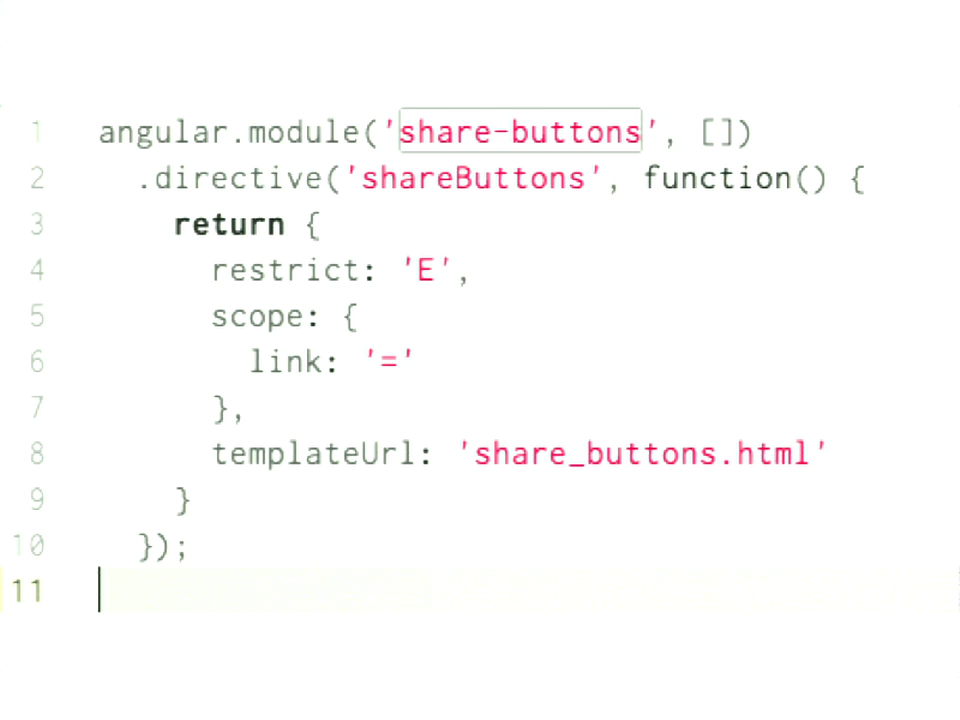 1 angular.module('share-buttons', [])
2 .directive('shareButtons', function() {
3 return {
4 restrict: 'E',
5 scope: {
6 link: '='
7 },
8 templateUrl: 'share_buttons.html'
9 }
10 });
11